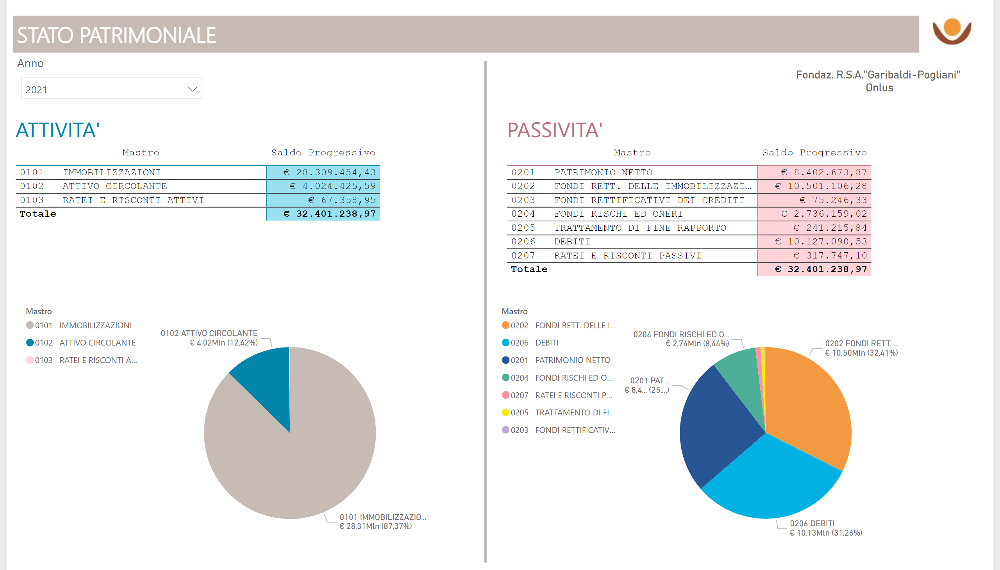 STATO PATRIMONIALE
Anno
2021
Fondaz. R.S.A."Garibaldi-Pogliani"
Onlus
ATTIVITA'
Mastro Saldo Progressivo
0101 IMMOBILIZZAZIONI € 28.309.454,43
0102 ATTIVO CIRCOLANTE € 4.024.425,59
0103 RATEI E RISCONTI ATTIVI € 67.358,95
Totale € 32.401.238,97
Mastro
0101 IMMOBILIZZAZIONI
0102 ATTIVO CIRCOLANTE
0103 RATEI E RISCONTI A...
0102 ATTIVO CIRCOLANTE
€ 4,02Mln (12,42%)
0101 IMMOBILIZZAZIO...
€ 28,31Mln (87,37%)
PASSIVITA'
Mastro Saldo Progressivo
0201 PATRIMONIO NETTO € 8.402.673,87
0202 FONDI RETT. DELLE IMMOBILIZZAZI... € 10.501.106,28
0203 FONDI RETTIFICATIVI DEI CREDITI € 75.246,33
0204 FONDI RISCHI ED ONERI € 2.736.159,02
0205 TRATTAMENTO DI FINE RAPPORTO € 241.215,84
0206 DEBITI € 10.127.090,53
0207 RATEI E RISCONTI PASSIVI € 317.747,10
Totale € 32.401.238,97
Mastro
0202 FONDI RETT. DELLE I...
0206 DEBITI
0201 PATRIMONIO NETTO
0204 FONDI RISCHI ED O...
0207 RATEI E RISCONTI P...
0205 TRATTAMENTO DI FI...
0203 FONDI RETTIFICATIV...
0204 FONDI RISCHI ED O...
€ 2,74Mln (8,44%)
0202 FONDI RETT. ...
€ 10,50Mln (32,41%)
0201 PAT...
€ 8,4... (25,...)
0206 DEBITI
€ 10,13Mln (31,26%)